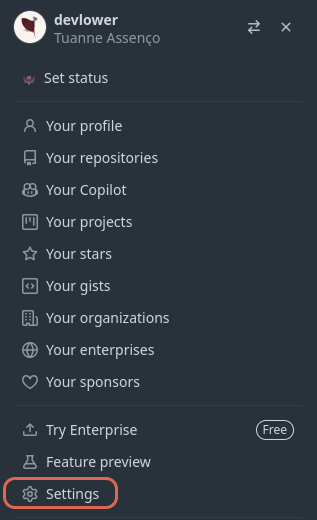 devlower
Tuanne Assenço
Set status
Your profile
Your repositories
Your Copilot
Your projects
Your stars
Your gists
Your organizations
Your enterprises
Your sponsors
Try Enterprise Free
Feature preview
Settings